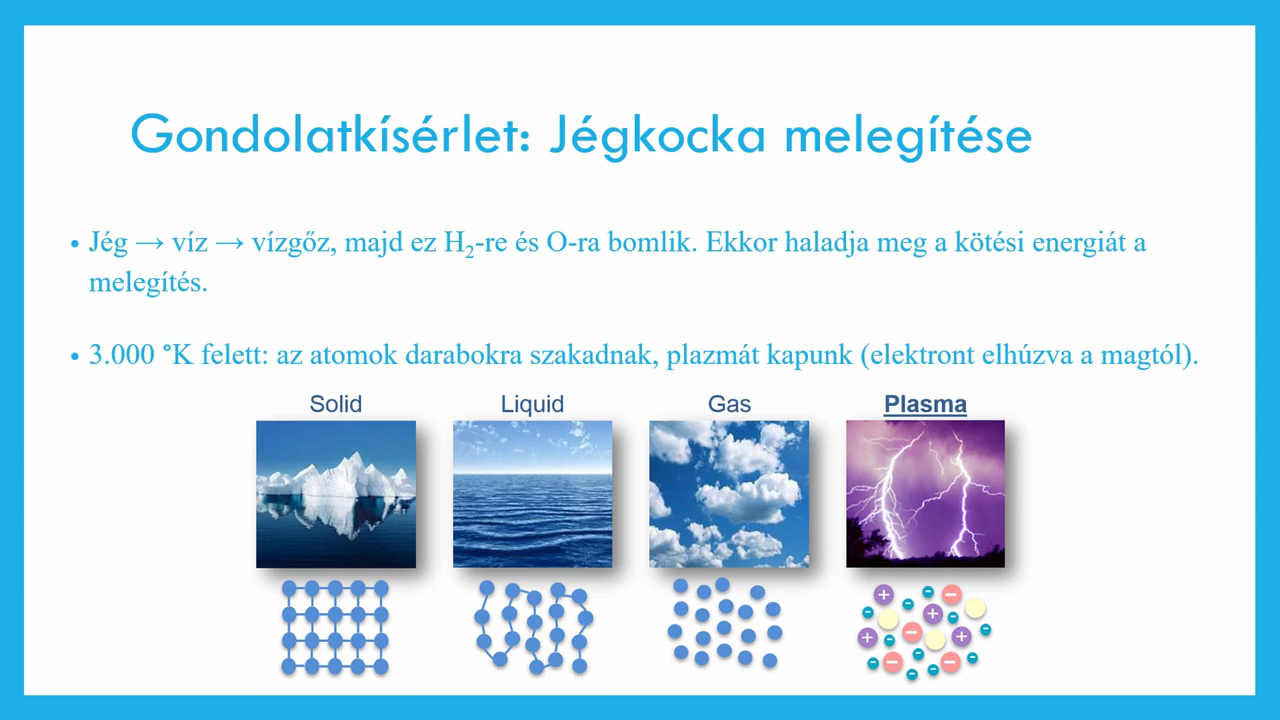 Gondolatkísérlet: Jégkocka melegítése
• Jég → víz → vízgőz, majd ez H₂-re és O-ra bomlik. Ekkor haladja meg a kötési energiát a
melegítés.
• 3.000 °K felett: az atomok darabokra szakadnak, plazmát kapunk (elektront elhúzva a magtól).
Solid Liquid Gas Plasma